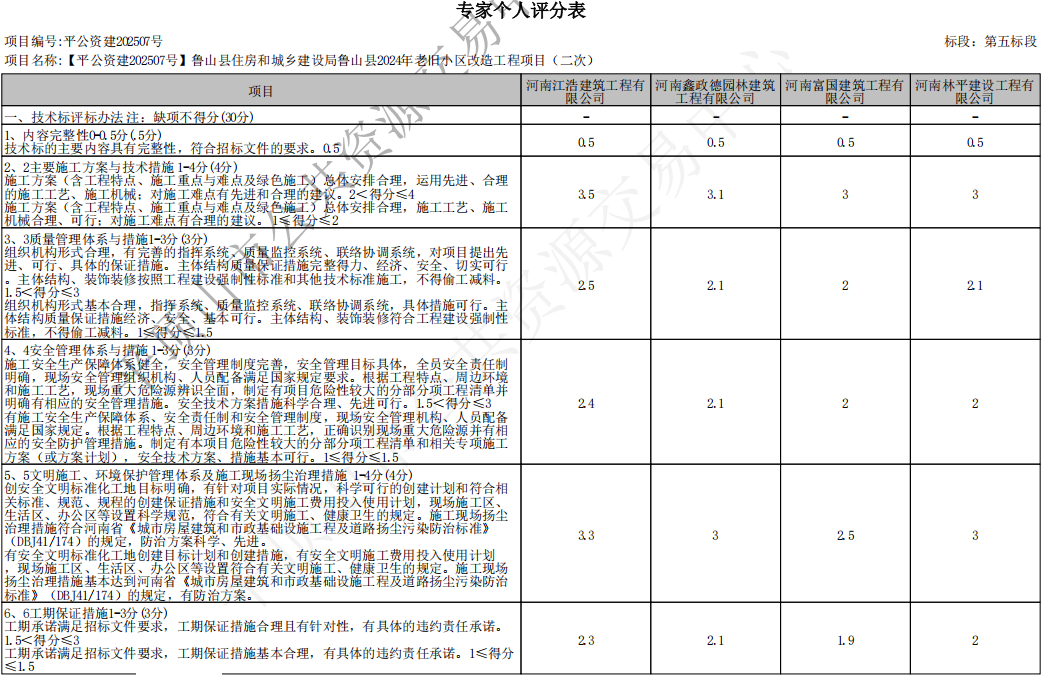 专家个人评分表
项目编号:平公资建202507号
标段：第五标段
项目名称:【平公资建202507号】鲁山县住房和城乡建设局鲁山县2024年老旧小区改造工程项目（二次）
项目
河南江浩建筑工程有
限公司
河南鑫政德园林建筑
工程有限公司
河南富国建筑工程有
限公司
河南林平建设工程有
限公司
一、技术标评标办法 注：缺项不得分(30分)
-
-
-
-
1、内容完整性0-0.5分(.5分)
技术标的主要内容具有完整性，符合招标文件的要求。0.5
0.5
0.5
0.5
0.5
2、2主要施工方案与技术措施 1-4分(4分)
施工方案（含工程特点、施工重点与难点及绿色施工）总体安排合理，运用先进、合理
的施工工艺、施工机械；对施工难点有先进和合理的建议。2＜得分≤4
施工方案（含工程特点、施工重点与难点及绿色施工）总体安排合理，施工工艺、施工
机械合理、可行；对施工难点有合理的建议。1≤得分≤2
3.5
3.1
3
3
3、3质量管理体系与措施1-3分(3分)
组织机构形式合理，有完善的指挥系统、质量监控系统、联络协调系统，对项目提出先
进、可行、具体的保证措施。主体结构质量保证措施完整得力、经济、安全、切实可行
。主体结构、装饰装修按照工程建设强制性标准和其他技术标准施工，不得偷工减料。
1.5＜得分≤3
组织机构形式基本合理，指挥系统、质量监控系统、联络协调系统，具体措施可行。主
体结构质量保证措施经济、安全、基本可行。主体结构、装饰装修符合工程建设强制性
标准，不得偷工减料。1≤得分≤1.5
2.5
2.1
2
2.1
4、4安全管理体系与措施 1-3分(3分)
施工安全生产保障体系健全，安全管理制度完善，安全管理目标具体，全员安全责任制
明确，现场安全管理组织机构、人员配备满足国家规定要求。根据工程特点、周边环境
和施工工艺，现场重大危险源辨识全面，制定有项目危险性较大的分部分项工程清单并
明确有相应的安全管理措施。安全技术方案措施科学合理、先进可行。1.5＜得分≤3
有施工安全生产保障体系、安全责任制和安全管理制度，现场安全管理机构、人员配备
满足国家规定。根据工程特点、周边环境和施工工艺，正确识别现场重大危险源并有相
应的安全防护管理措施。制定有本项目危险性较大的分部分项工程清单和相关专项施工
方案（或方案计划），安全技术方案、措施基本可行。1≤得分≤1.5
2.4
2.1
2
2
5、5文明施工、环境保护管理体系及施工现场扬尘治理措施 1-4分(4分)
创安全文明标准化工地目标明确，有针对项目实际情况，科学可行的创建计划和符合相
关标准、规范、规程的创建保证措施和安全文明施工费用投入使用计划，现场施工区、
生活区、办公区等设置科学规范，符合有关文明施工、健康卫生的规定。施工现场扬尘
治理措施符合河南省《城市房屋建筑和市政基础设施工程及道路扬尘污染防治标准》
（DBJ41/174）的规定，防治方案科学、先进。
有安全文明标准化工地创建目标计划和创建措施，有安全文明施工费用投入使用计划
，现场施工区、生活区、办公区等设置符合有关文明施工、健康卫生的规定。施工现场
扬尘治理措施基本达到河南省《城市房屋建筑和市政基础设施工程及道路扬尘污染防治
标准》（DBJ41/174）的规定，有防治方案。
3.3
3
2.5
3
6、6工期保证措施1-3分(3分)
工期承诺满足招标文件要求，工期保证措施合理且有针对性，有具体的违约责任承诺。
1.5＜得分≤3
工期承诺满足招标文件要求，工期保证措施基本合理，有具体的违约责任承诺。1≤得分
≤1.5
2.3
2.1
1.9
2